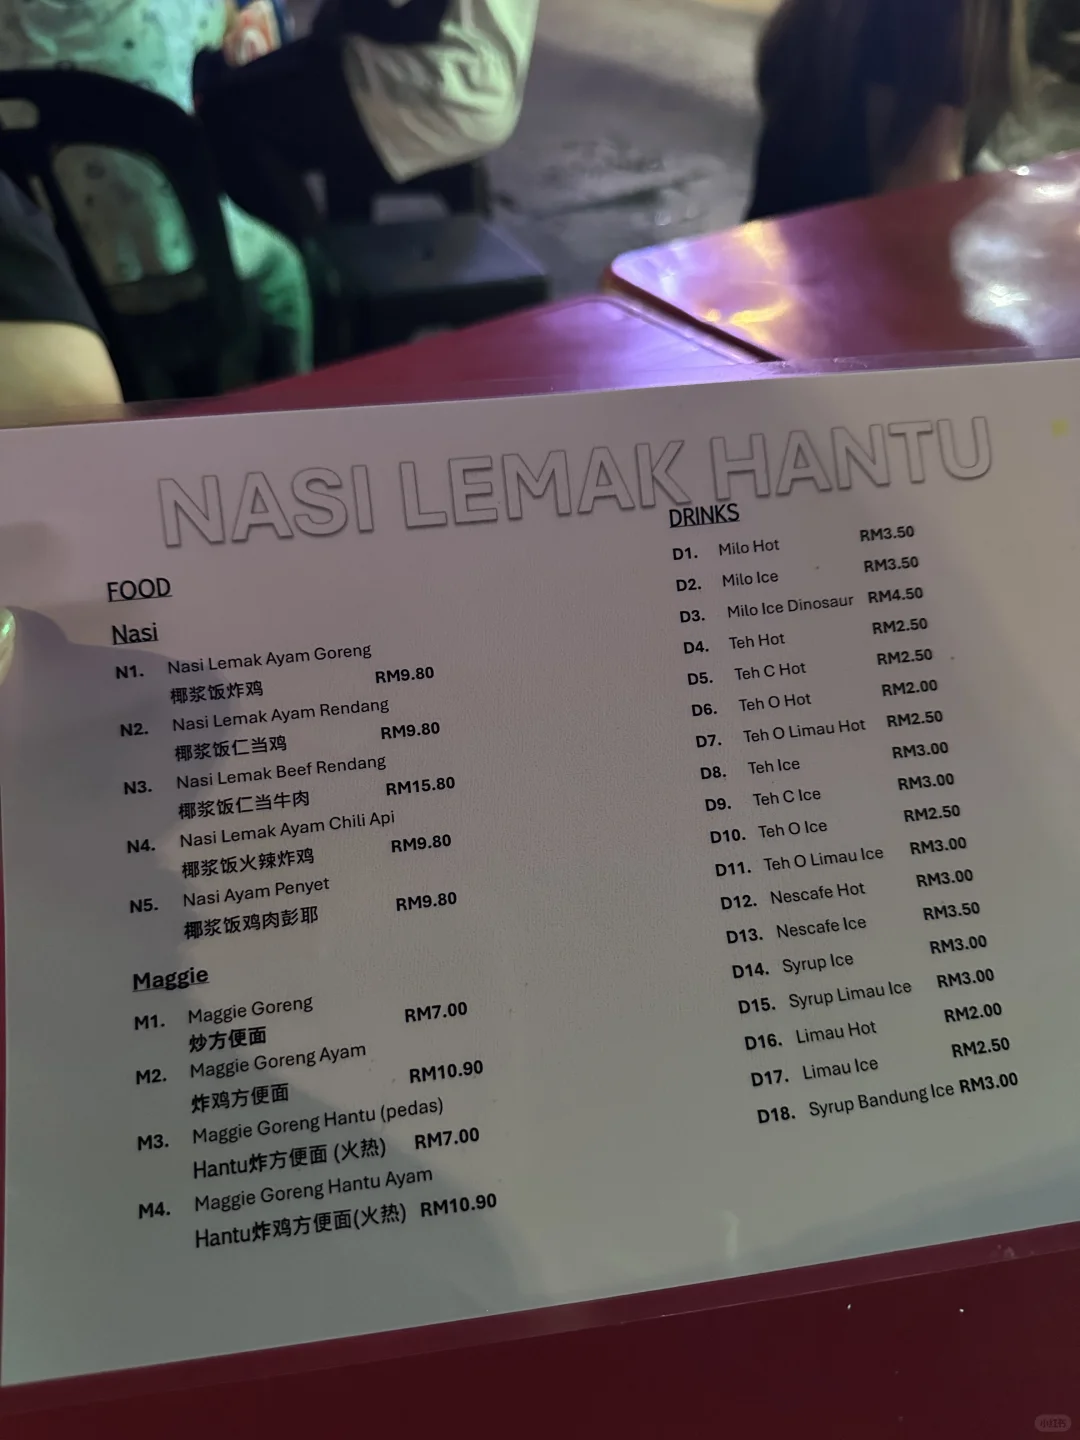 NASI LEMAK HANTU
FOOD
Nasi
N1. Nasi Lemak Ayam Goreng
椰浆饭炸鸡 RM9.80
N2. Nasi Lemak Ayam Rendang
椰浆饭仁当鸡 RM9.80
N3. Nasi Lemak Beef Rendang
椰浆饭仁当牛肉 RM15.80
N4. Nasi Lemak Ayam Chili Api
椰浆饭火辣炸鸡 RM9.80
N5. Nasi Ayam Penyet
椰浆饭鸡肉彭耶 RM9.80
Maggie
M1. Maggie Goreng
炒方便面 RM7.00
M2. Maggie Goreng Ayam
炸鸡方便面 RM10.90
M3. Maggie Goreng Hantu (pedas)
Hantu炸方便面 (火热) RM7.00
M4. Maggie Goreng Hantu Ayam
Hantu炸鸡方便面(火热) RM10.90
DRINKS
D1. Milo Hot RM3.50
D2. Milo Ice RM3.50
D3. Milo Ice Dinosaur RM4.50
D4. Teh Hot RM2.50
D5. Teh C Hot RM2.50
D6. Teh O Hot RM2.00
D7. Teh O Limau Hot RM2.50
D8. Teh Ice RM3.00
D9. Teh C Ice RM3.00
D10. Teh O Ice RM2.50
D11. Teh O Limau Ice RM3.00
D12. Nescafe Hot RM3.00
D13. Nescafe Ice RM3.50
D14. Syrup Ice RM3.00
D15. Syrup Limau Ice RM3.00
D16. Limau Hot RM2.00
D17. Limau Ice RM2.50
D18. Syrup Bandung Ice RM3.00
小红书